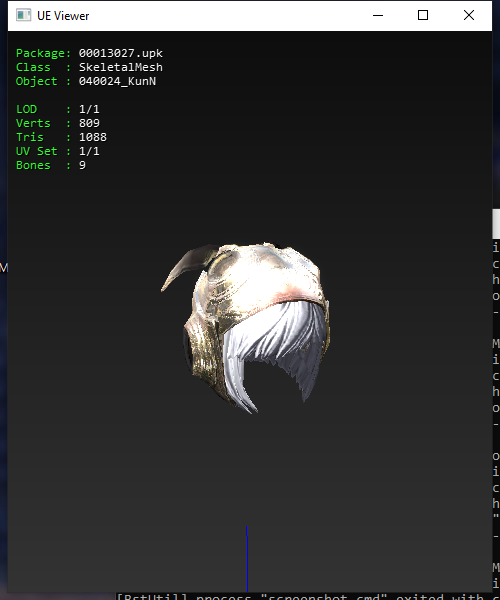 UE Viewer
Package: 00013027.upk
Class : SkeletalMesh
Object : 040024_KunN
LOD : 1/1
Verts : 809
Tris : 1088
UV Set : 1/1
Bones : 9
M
i
c
h
o
-
M
i
c
h
o
-
o
i
c
h
"
-
M
i
[BstUtil] process "screenshot.cmd" exited with c